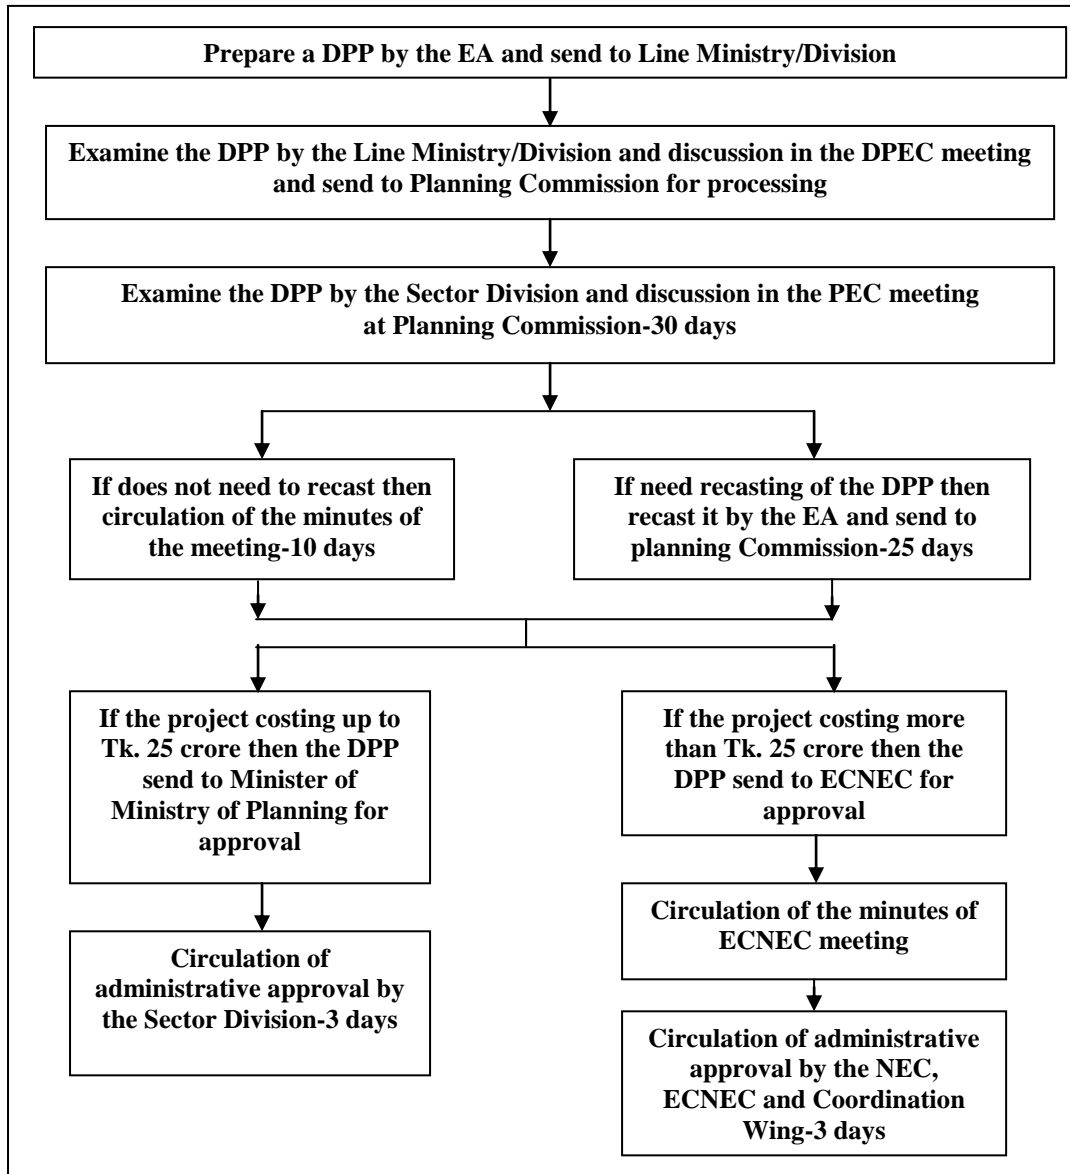 Prepare a DPP by the EA and send to Line Ministry/Division
Examine the DPP by the Line Ministry/Division and discussion in the DPEC meeting
and send to Planning Commission for processing
Examine the DPP by the Sector Division and discussion in the PEC meeting
at Planning Commission-30 days
If does not need to recast then
circulation of the minutes of
the meeting-10 days
If need recasting of the DPP then
recast it by the EA and send to
planning Commission-25 days
If the project costing up to
Tk. 25 crore then the DPP
send to Minister of
Ministry of Planning for
approval
If the project costing more
than Tk. 25 crore then the
DPP send to ECNEC for
approval
Circulation of
administrative approval by
the Sector Division-3 days
Circulation of the minutes of
ECNEC meeting
Circulation of administrative
approval by the NEC,
ECNEC and Coordination
Wing-3 days